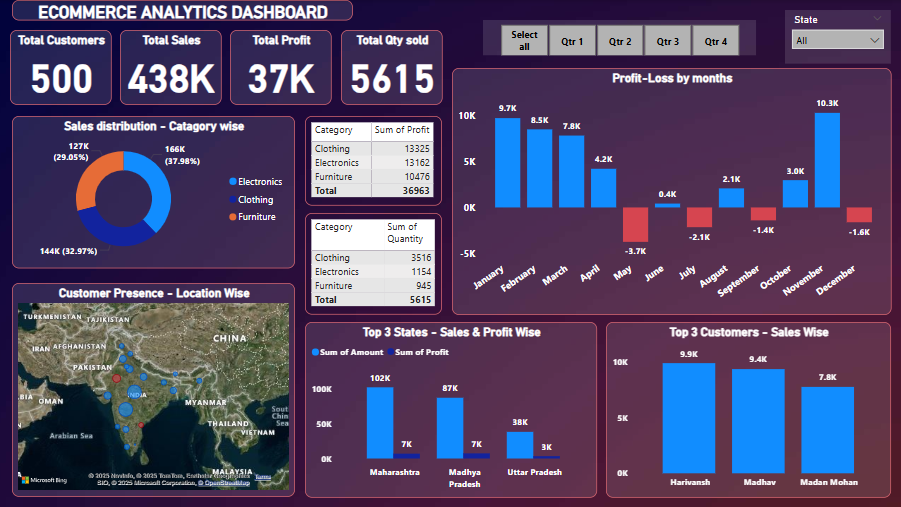 ECOMMERCE ANALYTICS DASHBOARD
Total Customers
500
Total Sales
438K
Total Profit
37K
Total Qty sold
5615
Select all
Qtr 1
Qtr 2
Qtr 3
Qtr 4
State
All
Sales distribution - Catagory wise
127K
(29.05%)
166K
(37.98%)
144K (32.97%)
Electronics
Clothing
Furniture
Category Sum of Profit
Clothing 13325
Electronics 13162
Furniture 10476
Total 36963
Category Sum of Quantity
Clothing 3516
Electronics 1154
Furniture 945
Total 5615
Profit-Loss by months
10K
5K
0K
-5K
9.7K
8.5K
7.8K
4.2K
-3.7K
0.4K
-2.1K
2.1K
-1.4K
3.0K
10.3K
-1.6K
January
February
March
April
May
June
July
August
September
October
November
December
Customer Presence - Location Wise
TURKMENISTAN
TAJIKISTAN
CHINA
IRAN
AFGHANISTAN
PAKISTAN
BIA
OMAN
INDIA
MYANMAR
THAILAND
VIETNAM
South
Chin
Sea
Arabian Sea
MALAYSIA
Microsoft Bing
© 2025 Microsoft Corporation, © OpenStreetMap
Terms
Top 3 States - Sales & Profit Wise
Sum of Amount
Sum of Profit
100K
50K
0K
102K
7K
87K
7K
38K
3K
Maharashtra
Madhya Pradesh
Uttar Pradesh
Top 3 Customers - Sales Wise
10K
5K
0K
9.9K
9.4K
7.8K
Harivansh
Madhav
Madan Mohan